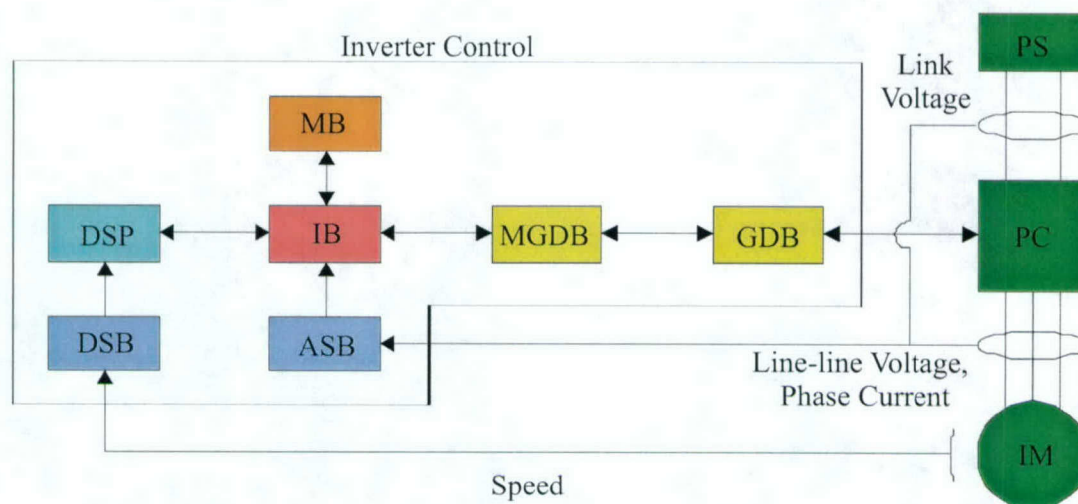 Inverter Control
PS
Link
Voltage
MB
DSP
IB
MGDB
GDB
PC
DSB
ASB
Line-line Voltage,
Phase Current
IM
Speed